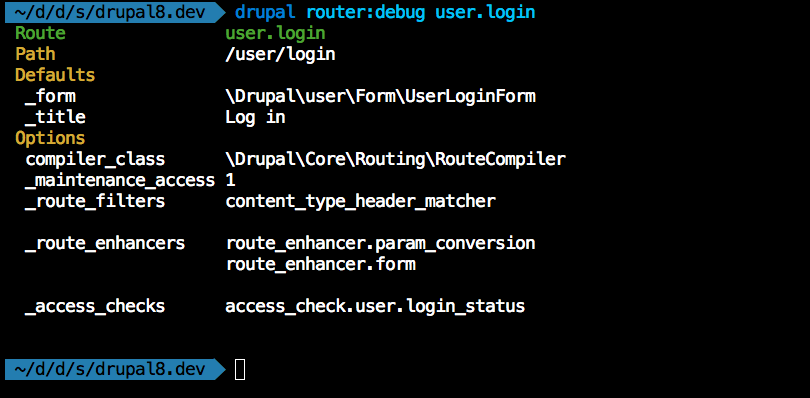 ~/d/d/s/drupal8.dev drupal router:debug user.login
Route user.login
Path /user/login
Defaults
_form \Drupal\user\Form\UserLoginForm
_title Log in
Options
compiler_class \Drupal\Core\Routing\RouteCompiler
_maintenance_access 1
_route_filters content_type_header_matcher
_route_enhancers route_enhancer.param_conversion
route_enhancer.form
_access_checks access_check.user.login_status
~/d/d/s/drupal8.dev